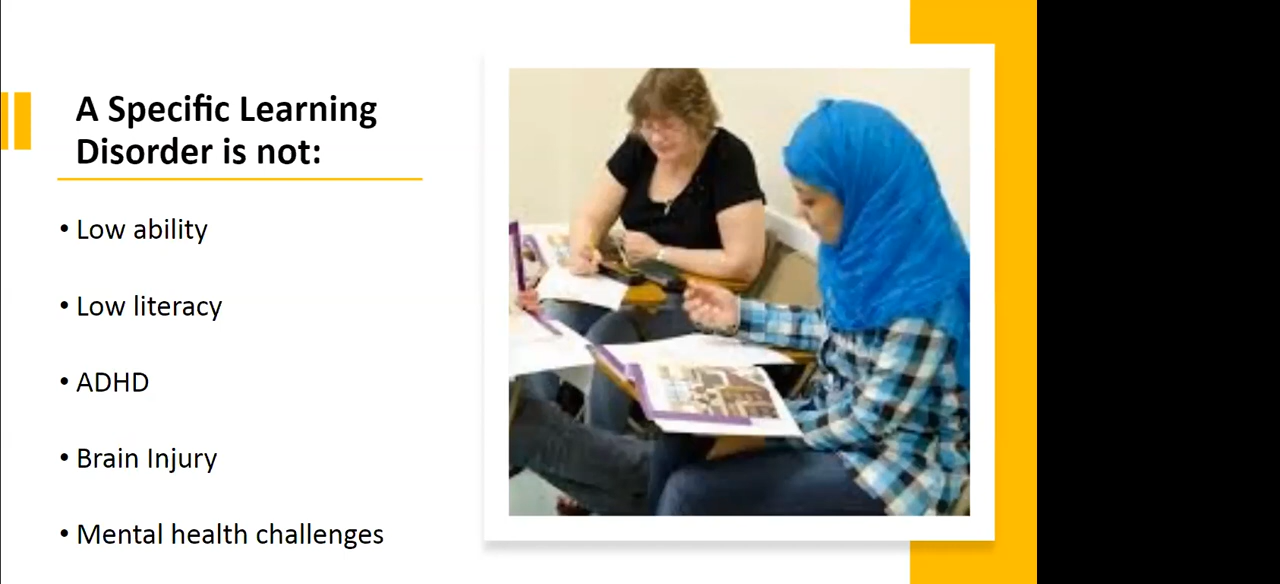 A Specific Learning
Disorder is not:
• Low ability
• Low literacy
• ADHD
• Brain Injury
• Mental health challenges